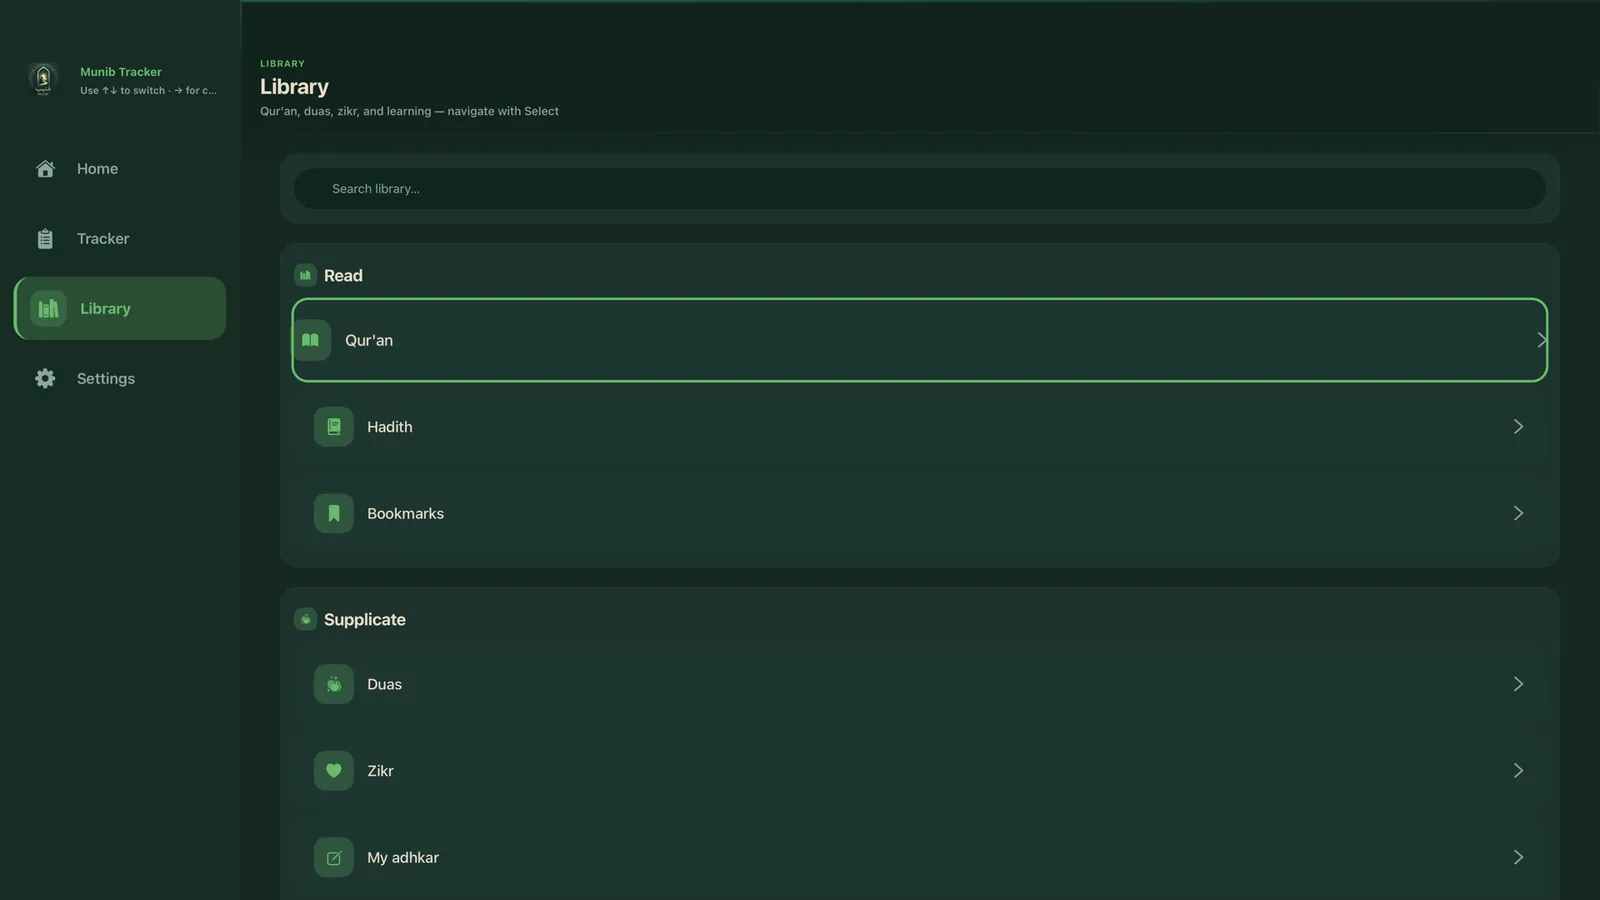 Munib Tracker
Use ↑↓ to switch · → for c...
Home
Tracker
Library
Settings
LIBRARY
Library
Qur'an, duas, zikr, and learning — navigate with Select
Search library...
Read
Qur'an
Hadith
Bookmarks
Supplicate
Duas
Zikr
My adhkar